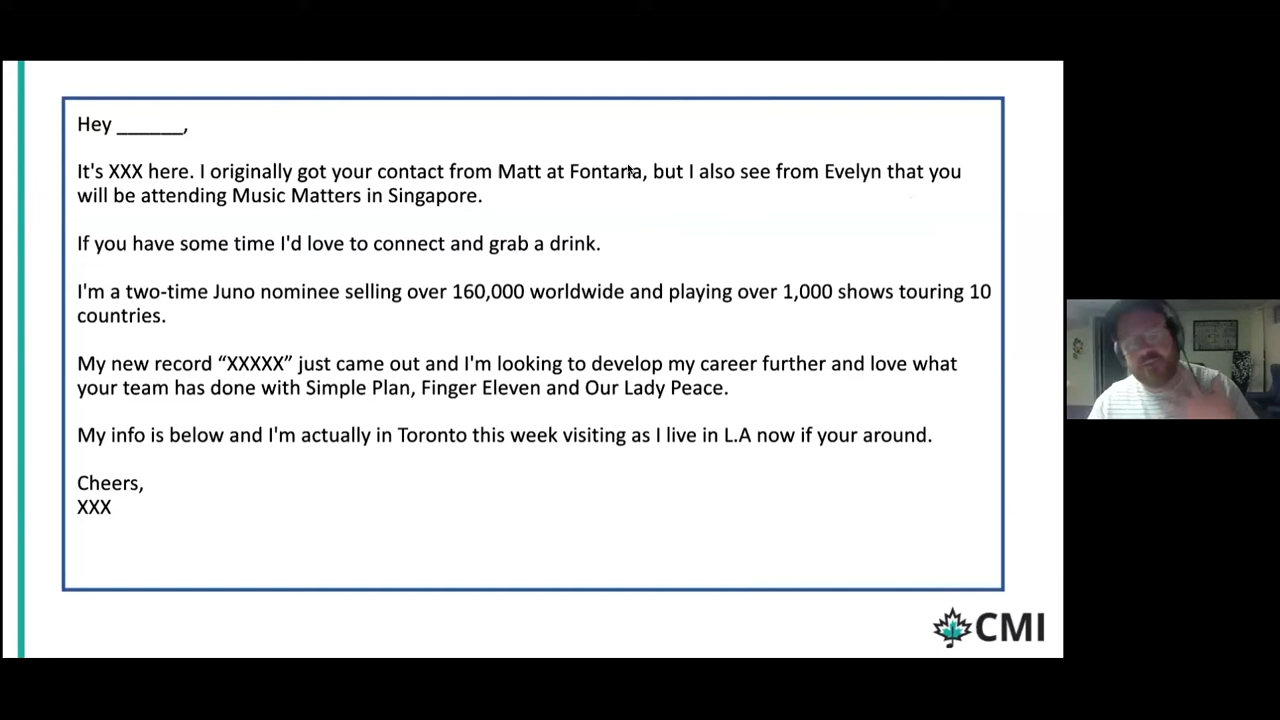 Hey ______,
It's XXX here. I originally got your contact from Matt at Fontana, but I also see from Evelyn that you
will be attending Music Matters in Singapore.
If you have some time I'd love to connect and grab a drink.
I'm a two-time Juno nominee selling over 160,000 worldwide and playing over 1,000 shows touring 10
countries.
My new record “XXXXX” just came out and I'm looking to develop my career further and love what
your team has done with Simple Plan, Finger Eleven and Our Lady Peace.
My info is below and I'm actually in Toronto this week visiting as I live in L.A now if your around.
Cheers,
XXX
CMI